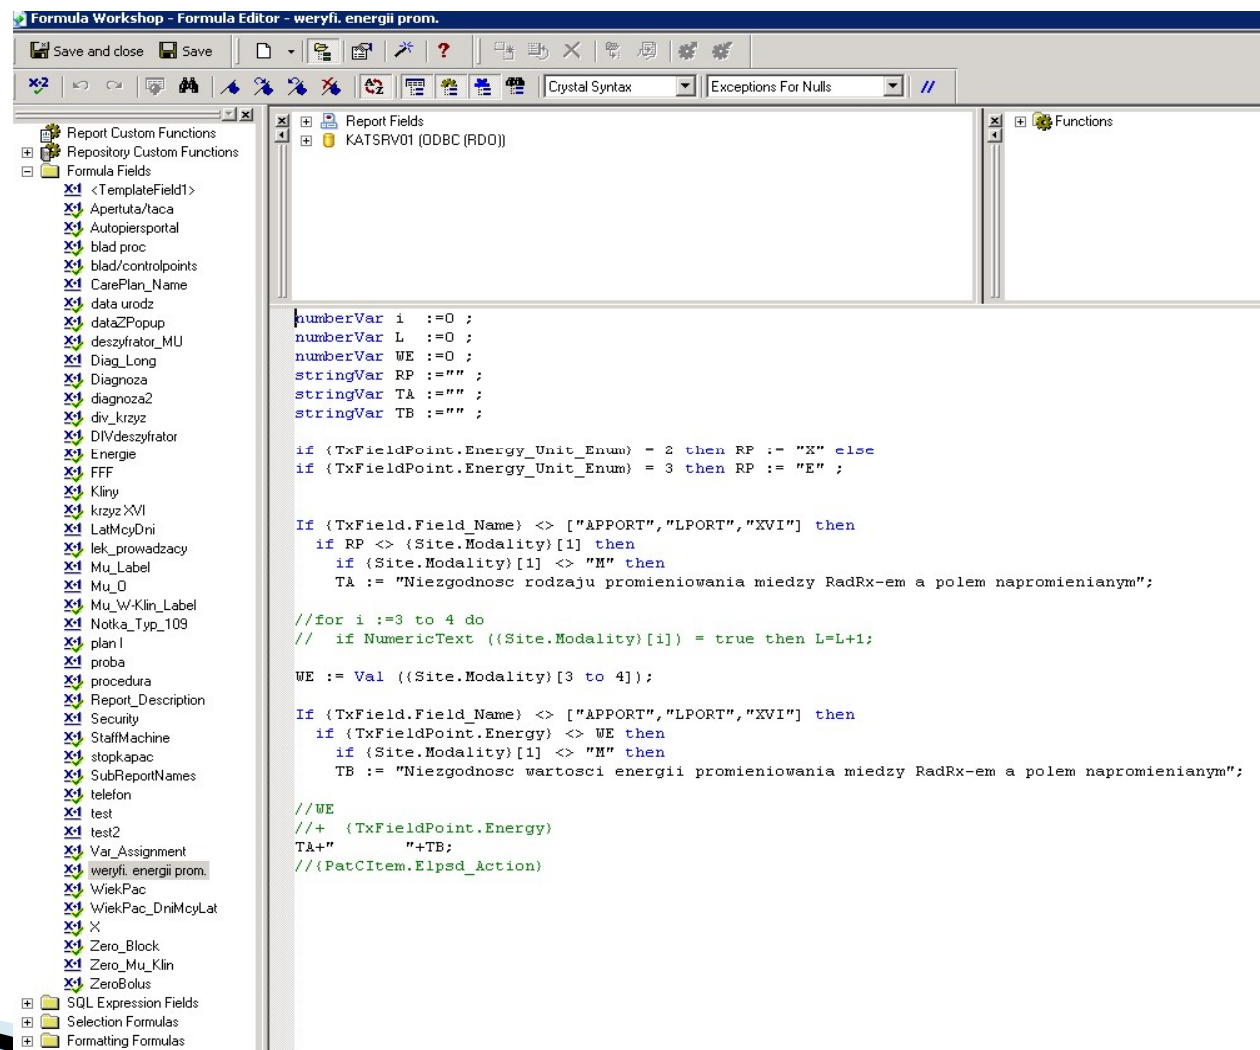 Formula Workshop - Formula Editor - weryfi. energii prom.
Save and close Save
Crystal Syntax Exceptions For Nulls //
Report Custom Functions
Repository Custom Functions
Formula Fields
<TemplateField1>
Apertuta/taca
Autopiersportal
blad proc
blad/controlpoints
CarePlan_Name
data urodz
dataZPopup
deszyfrator_MU
Diag_Long
Diagnoza
diagnoza2
div_krzyz
DIVdeszyfrator
Energie
FFF
Kliny
krzyz XVI
LatMcyDni
lek_prowadzacy
Mu_Label
Mu_O
Mu_W-Klin_Label
Notka_Typ_109
plan I
proba
procedura
Report_Description
Security
StaffMachine
stopkapac
SubReportNames
telefon
test
test2
Var_Assignment
weryfi. energii prom.
WiekPac
WiekPac_DniMcyLat
X
Zero_Block
Zero_Mu_Klin
ZeroBolus
SQL Expression Fields
Selection Formulas
Formatting Formulas
Report Fields
KATSRV01 (ODBC (RDO))
Functions
numberVar i :=0 ;
numberVar L :=0 ;
numberVar WE :=0 ;
stringVar RP :="" ;
stringVar TA :="" ;
stringVar TB :="" ;
if {TxFieldPoint.Energy_Unit_Enum} = 2 then RP := "X" else
if {TxFieldPoint.Energy_Unit_Enum} = 3 then RP := "E" ;
If {TxField.Field_Name} <> ["APPORT","LPORT","XVI"] then
if RP <> {Site.Modality}[1] then
if {Site.Modality}[1] <> "M" then
TA := "Niezgodnosc rodzaju promieniowania miedzy RadRx-em a polem napromienianym";
//for i :=3 to 4 do
// if NumericText ({Site.Modality}[i]) = true then L=L+1;
WE := Val ({Site.Modality}[3 to 4]);
If {TxField.Field_Name} <> ["APPORT","LPORT","XVI"] then
if {TxFieldPoint.Energy} <> WE then
if {Site.Modality}[1] <> "M" then
TB := "Niezgodnosc wartosci energii promieniowania miedzy RadRx-em a polem napromienianym";
//WE
//+ {TxFieldPoint.Energy}
TA+" "+TB;
//{PatCItem.Elpsd_Action}